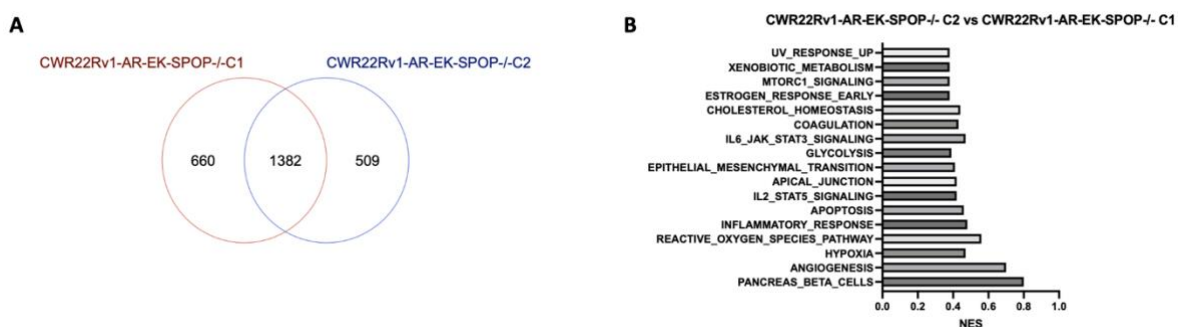 A
CWR22Rv1-AR-EK-SPOP-/-C1
CWR22Rv1-AR-EK-SPOP-/-C2
660
1382
509
B
CWR22Rv1-AR-EK-SPOP-/- C2 vs CWR22Rv1-AR-EK-SPOP-/- C1
UV_RESPONSE_UP
XENOBIOTIC_METABOLISM
MTORC1_SIGNALING
ESTROGEN_RESPONSE_EARLY
CHOLESTEROL_HOMEOSTASIS
COAGULATION
IL6_JAK_STAT3_SIGNALING
GLYCOLYSIS
EPITHELIAL_MESENCHYMAL_TRANSITION
APICAL_JUNCTION
IL2_STAT5_SIGNALING
APOPTOSIS
INFLAMMATORY_RESPONSE
REACTIVE_OXYGEN_SPECIES_PATHWAY
HYPOXIA
ANGIOGENESIS
PANCREAS_BETA_CELLS
0.0 0.2 0.4 0.6 0.8 1.0
NES